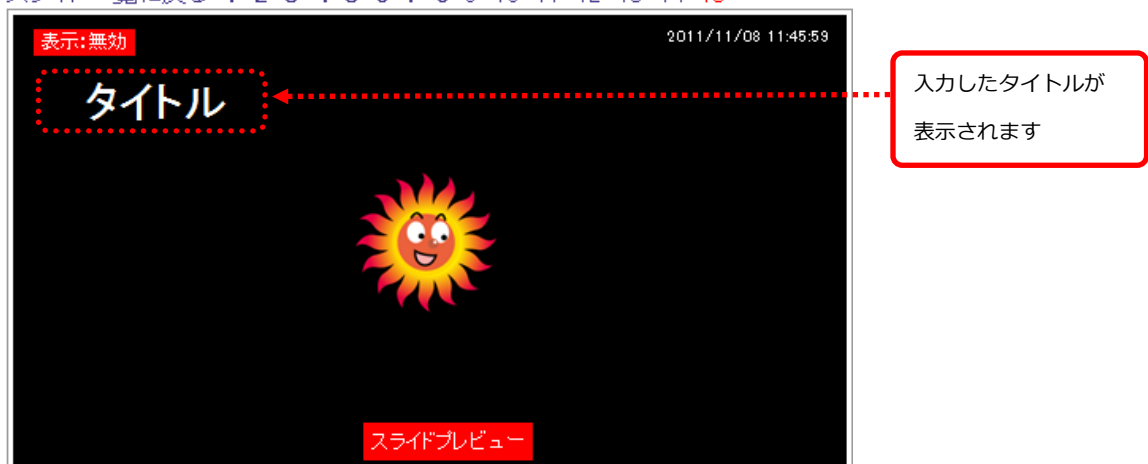 表示:無効
2011/11/08 11:45:59
タイトル
入力したタイトルが
表示されます
スライドプレビュー